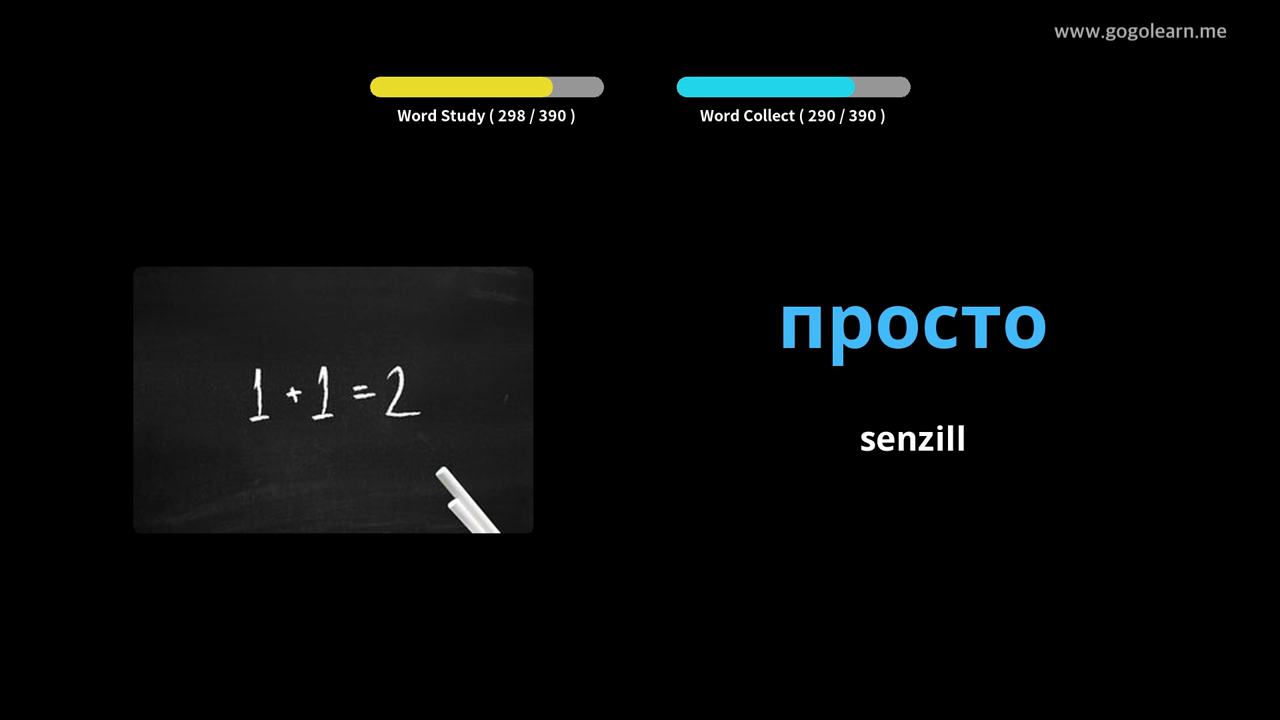 www.gogolearn.me
Word Study ( 298 / 390 )
Word Collect ( 290 / 390 )
1 + 1 = 2
просто
senzill